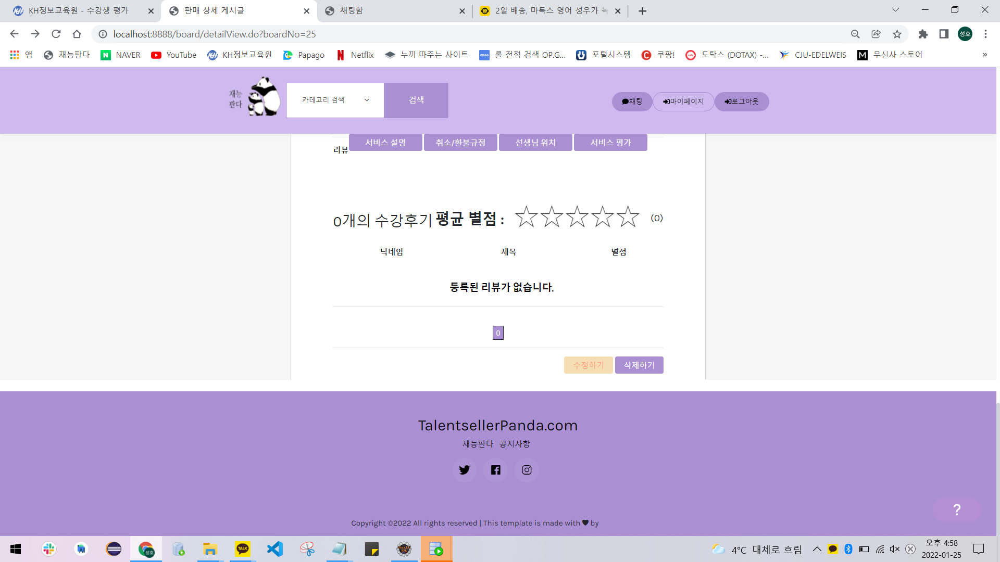 KH정보교육원 - 수강생 평가
판매 상세 게시글
채팅함
2일 배송, 마독스 영어 성우가 녹
localhost:8888/board/detailView.do?boardNo=25
성호
앱
재능판다
NAVER
YouTube
KH정보교육원
Papago
Netflix
누끼 따주는 사이트
롤 전적 검색 OP.G...
포털시스템
쿠팡!
도탁스 (DOTAX) -...
CJU-EDELWEIS
무신사 스토어
»
재능
판다
카테고리 검색
검색
채팅
마이페이지
로그아웃
서비스 설명
취소/환불규정
선생님 위치
서비스 평가
리뷰
0개의 수강후기 평균 별점 : ☆☆☆☆☆ (0)
닉네임 제목 별점
등록된 리뷰가 없습니다.
0
수정하기
삭제하기
TalentsellerPanda.com
재능판다 공지사항
?
Copyright ©2022 All rights reserved | This template is made with ♥ by
TALK
4°C 대체로 흐림
오후 4:58
2022-01-25